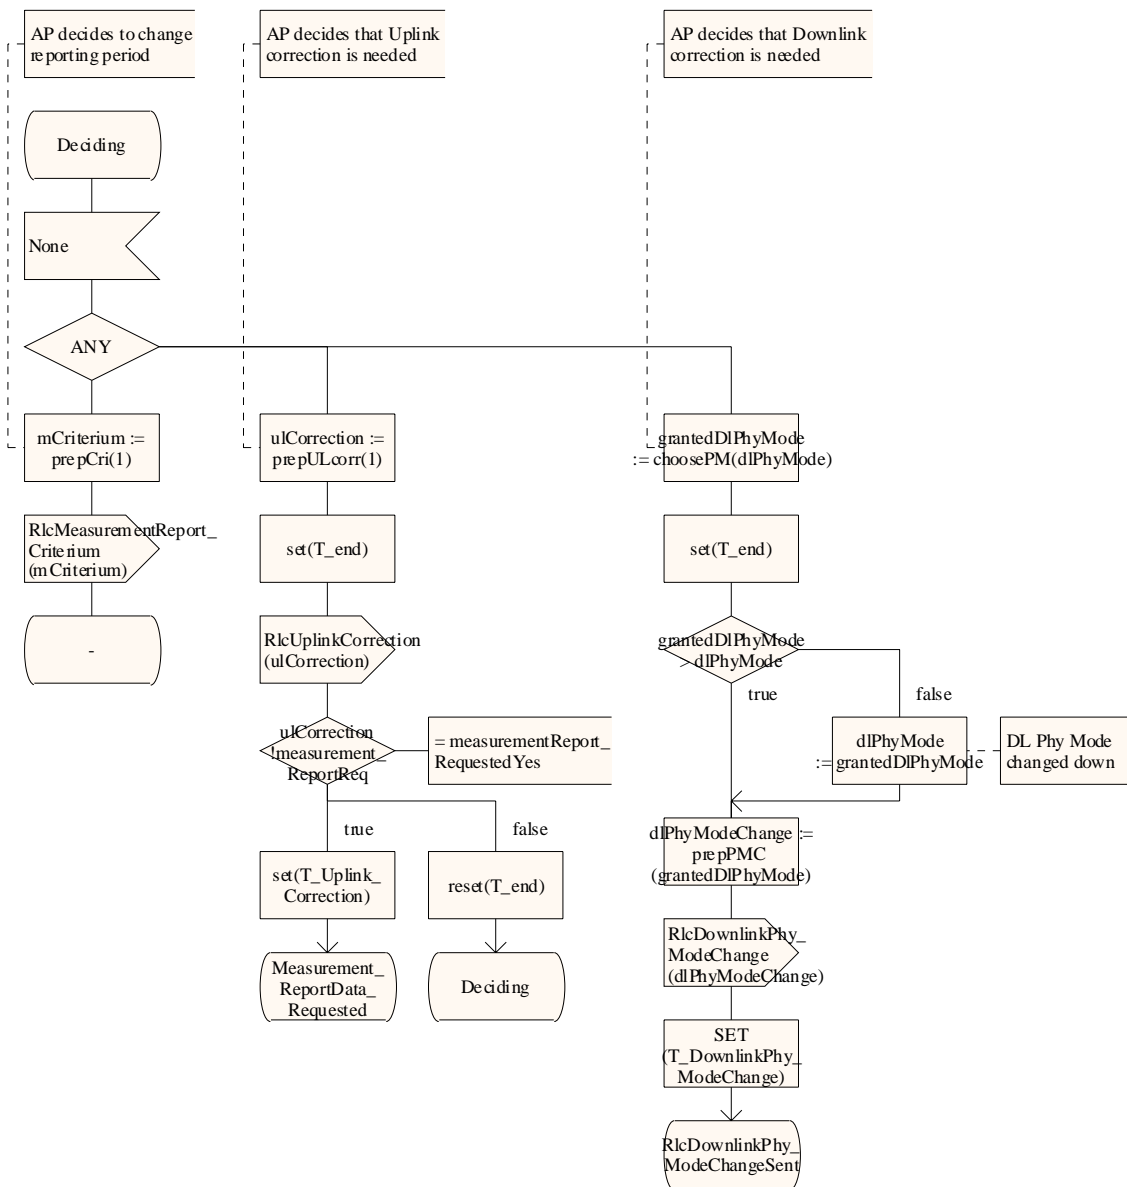 AP decides to change
reporting period
AP decides that Uplink
correction is needed
AP decides that Downlink
correction is needed
Deciding
None
ANY
mCriterium :=
prepCri(1)
ulCorrection :=
prepULcorr(1)
grantedDlPhyMode
:= choosePM(dlPhyMode)
RlcMeasurementReport_
Criterium
(mCriterium)
set(T_end)
set(T_end)
-
RlcUplinkCorrection
(ulCorrection)
grantedDlPhyMode
> dlPhyMode
true
false
ulCorrection
!measurement_
ReportReq
= measurementReport_
RequestedYes
dlPhyMode
:= grantedDlPhyMode
DL Phy Mode
changed down
true
false
set(T_Uplink_
Correction)
reset(T_end)
dlPhyModeChange :=
prepPMC
(grantedDlPhyMode)
Measurement_
ReportData_
Requested
Deciding
RlcDownlinkPhy_
ModeChange
(dlPhyModeChange)
SET
(T_DownlinkPhy_
ModeChange)
RlcDownlinkPhy_
ModeChangeSent